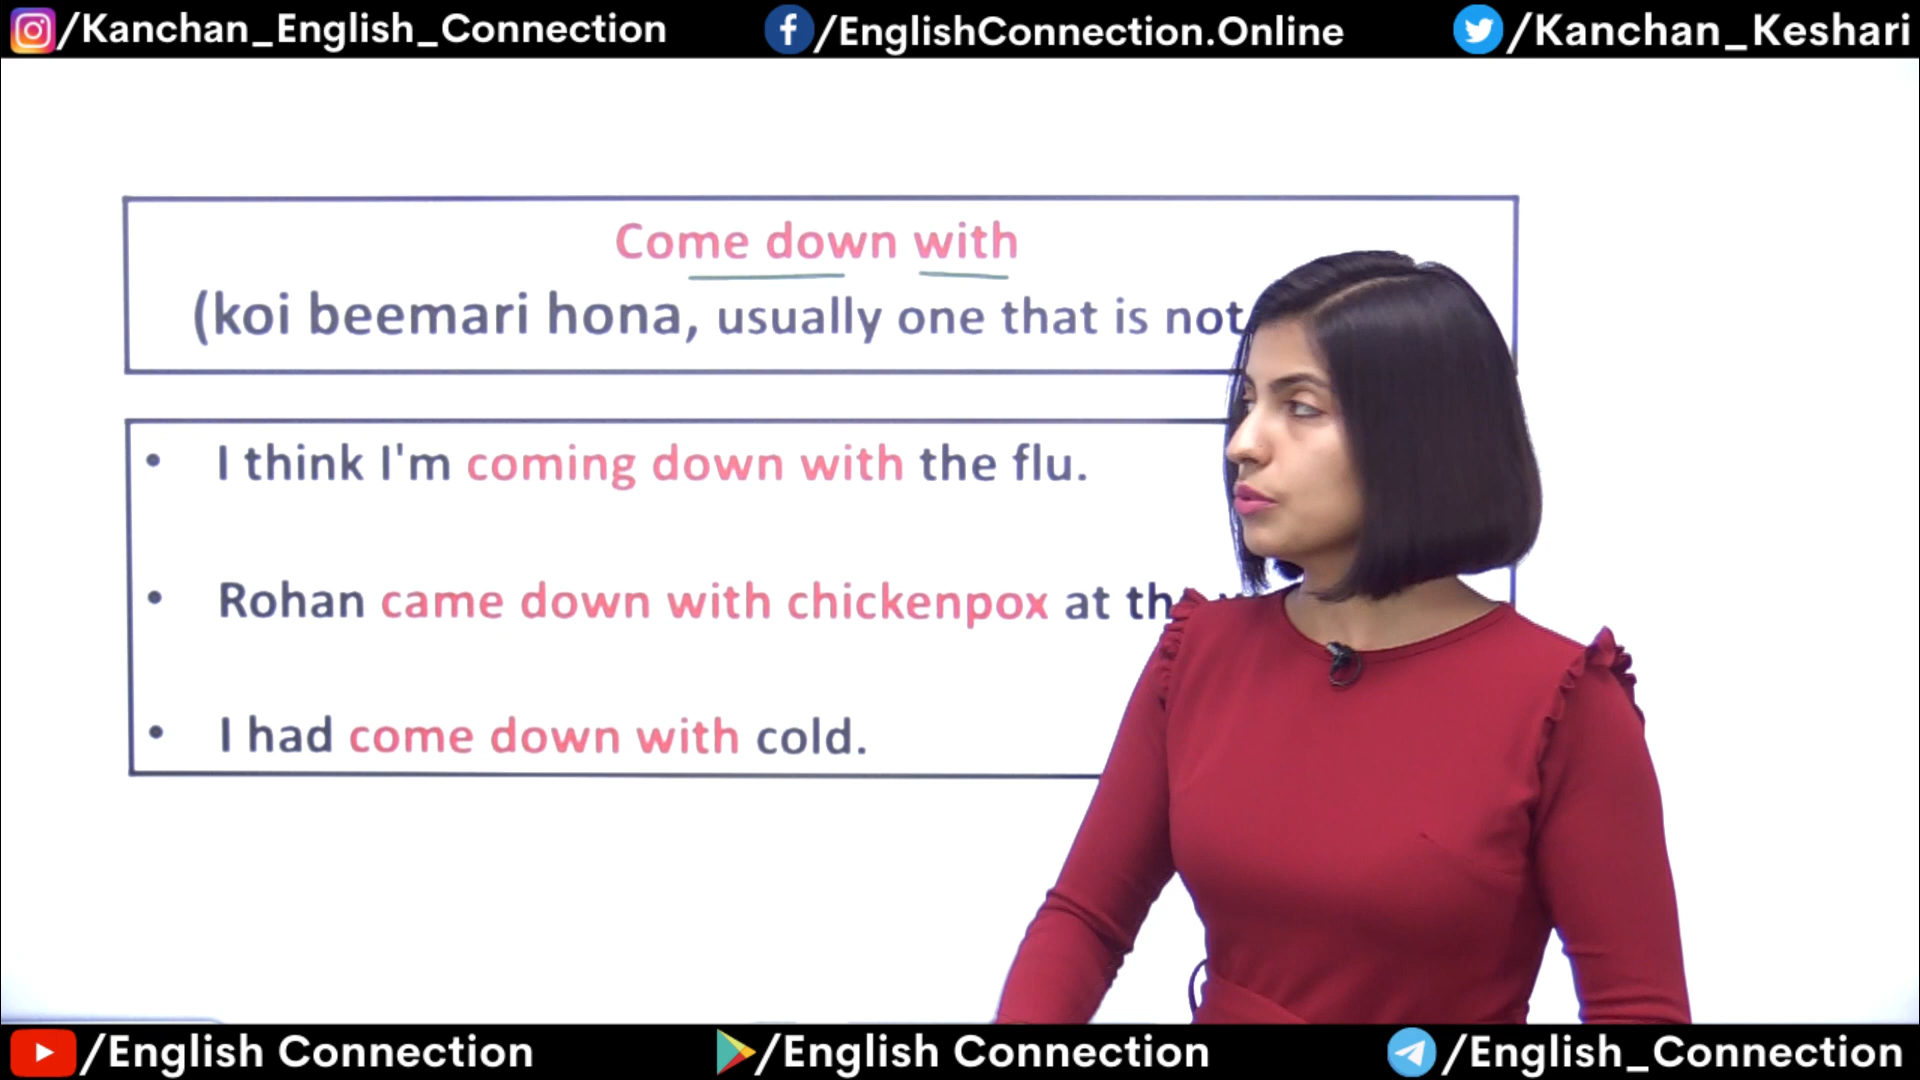 /Kanchan_English_Connection
/EnglishConnection.Online
/Kanchan_Keshari
Come down with
(koi beemari hona, usually one that is not
• I think I'm coming down with the flu.
• Rohan came down with chickenpox at
• I had come down with cold.
/English Connection
/English Connection
/English_Connection